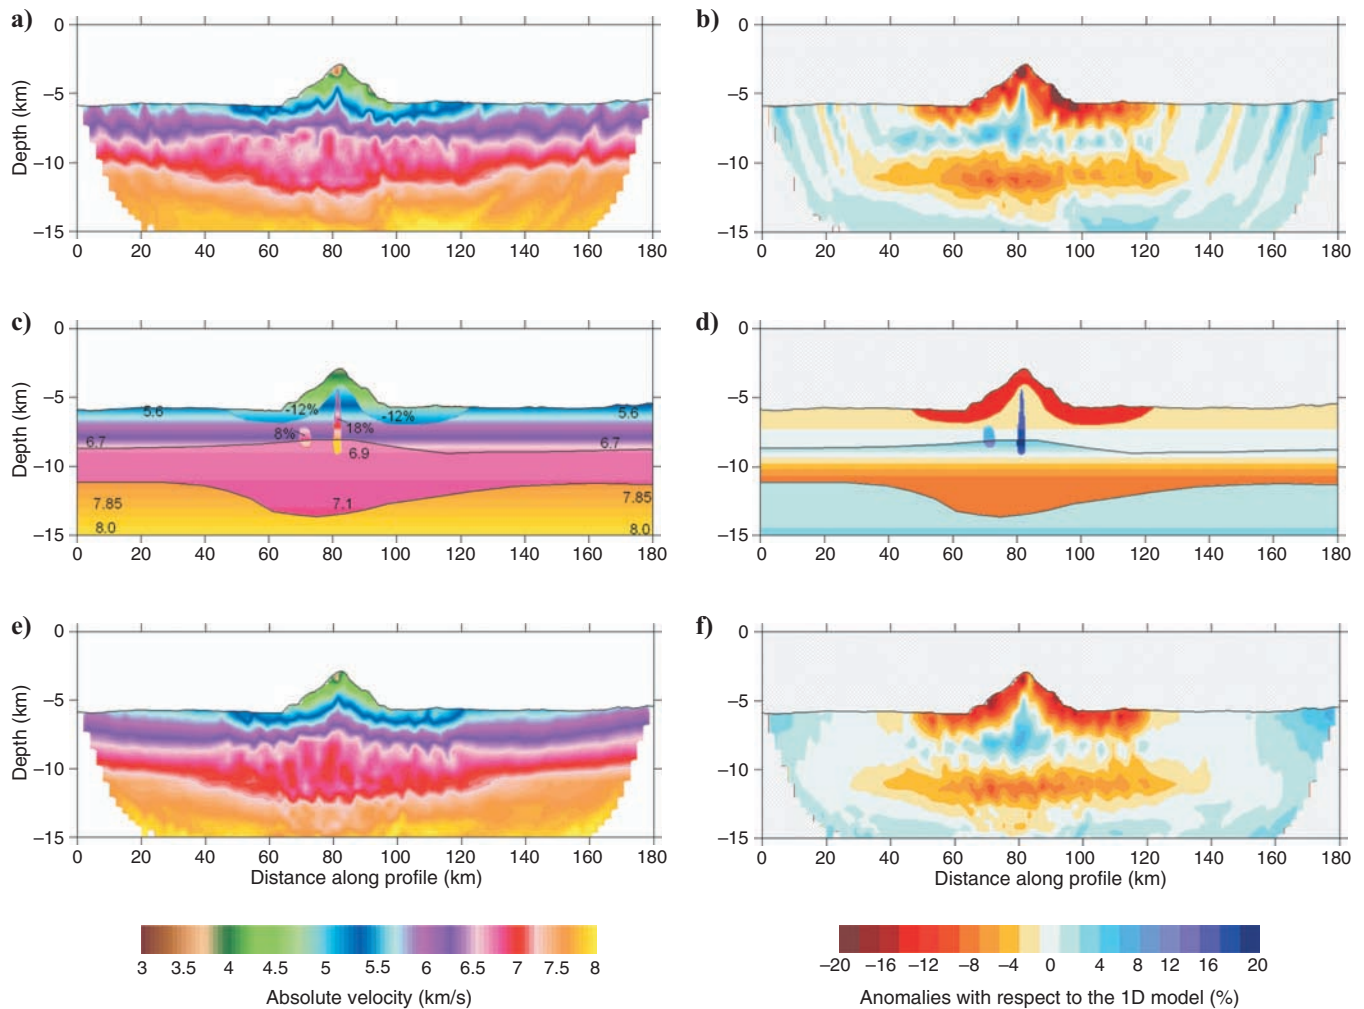 a)
b)
0
0
−5
−5
Depth (km)
−10
−10
−15
−15
0 20 40 60 80 100 120 140 160 180
0 20 40 60 80 100 120 140 160 180
c)
d)
0
0
−5
−5
Depth (km)
5.6 -12% -12% 5.6
8% 18%
6.7 6.9 6.7
−10
−10
7.85 7.1 7.85
8.0 8.0
−15
−15
0 20 40 60 80 100 120 140 160 180
0 20 40 60 80 100 120 140 160 180
e)
f)
0
0
−5
−5
Depth (km)
−10
−10
−15
−15
0 20 40 60 80 100 120 140 160 180
0 20 40 60 80 100 120 140 160 180
Distance along profile (km)
Distance along profile (km)
3 3.5 4 4.5 5 5.5 6 6.5 7 7.5 8
−20 −16 −12 −8 −4 0 4 8 12 16 20
Absolute velocity (km/s)
Anomalies with respect to the 1D model (%)